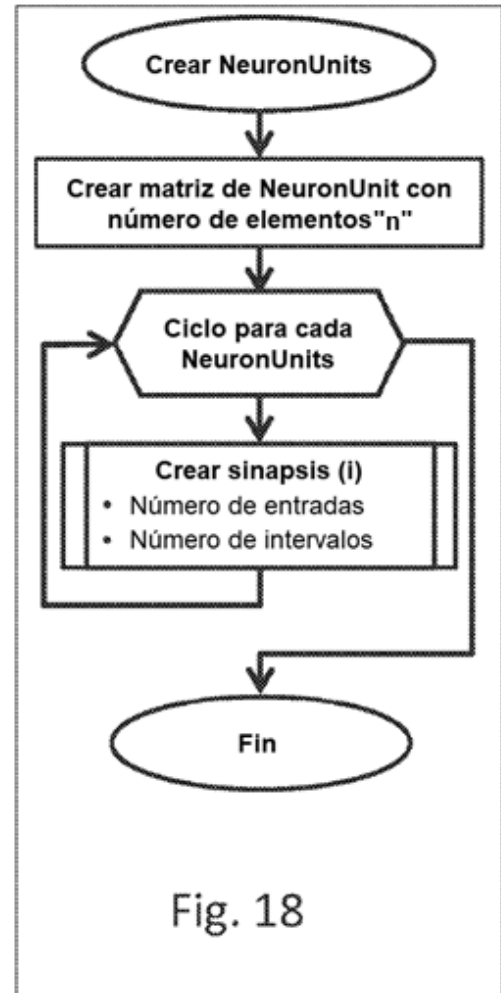 Crear NeuronUnits
Crear matriz de NeuronUnit con
número de elementos"n"
Ciclo para cada
NeuronUnits
Crear sinapsis (i)
• Número de entradas
• Número de intervalos
Fin
Fig. 18